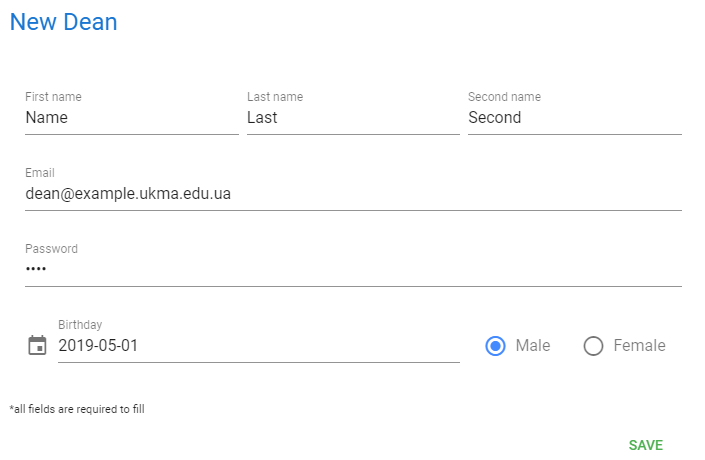 New Dean
First name Last name Second name
Name Last Second
Email
dean@example.ukma.edu.ua
Password
••••
Birthday
2019-05-01 Male Female
*all fields are required to fill
SAVE